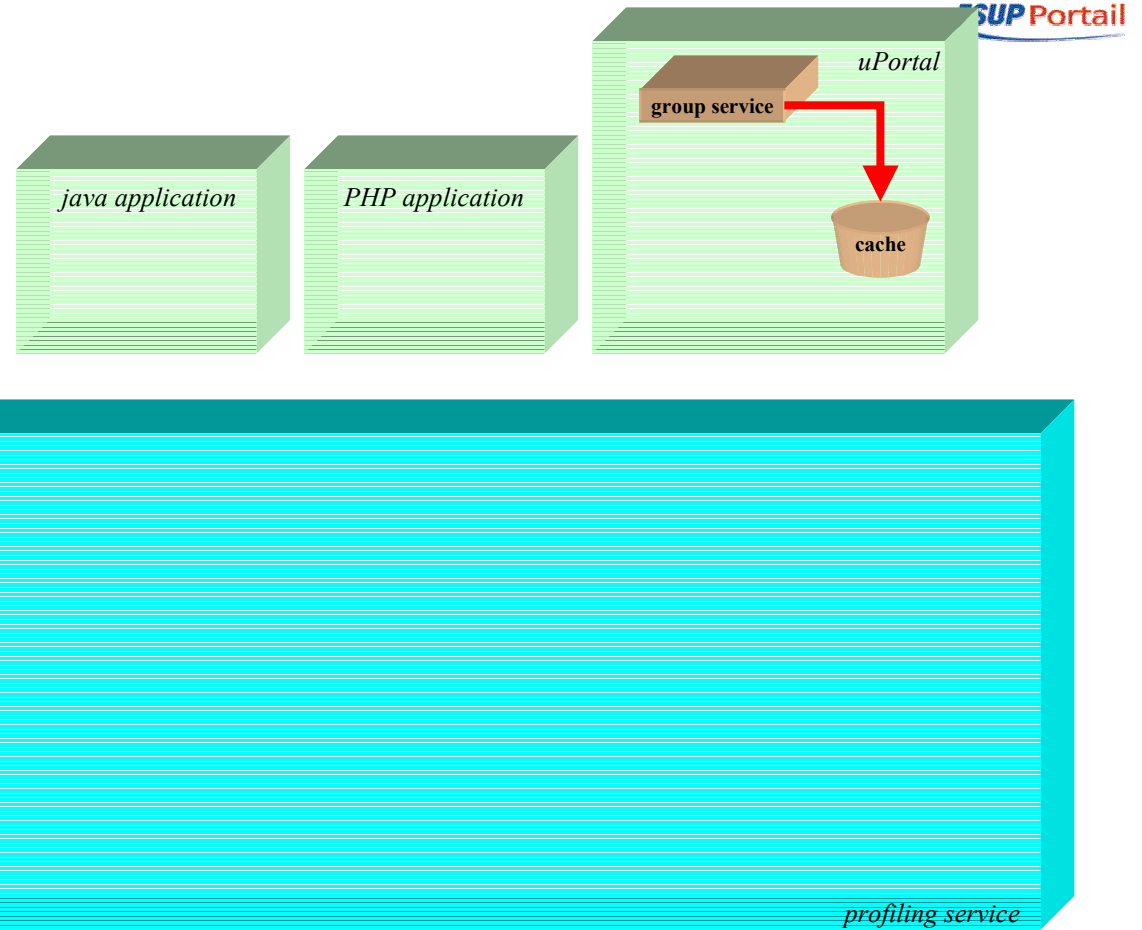 ESUP Portail
uPortal
group service
java application
PHP application
cache
profiling service